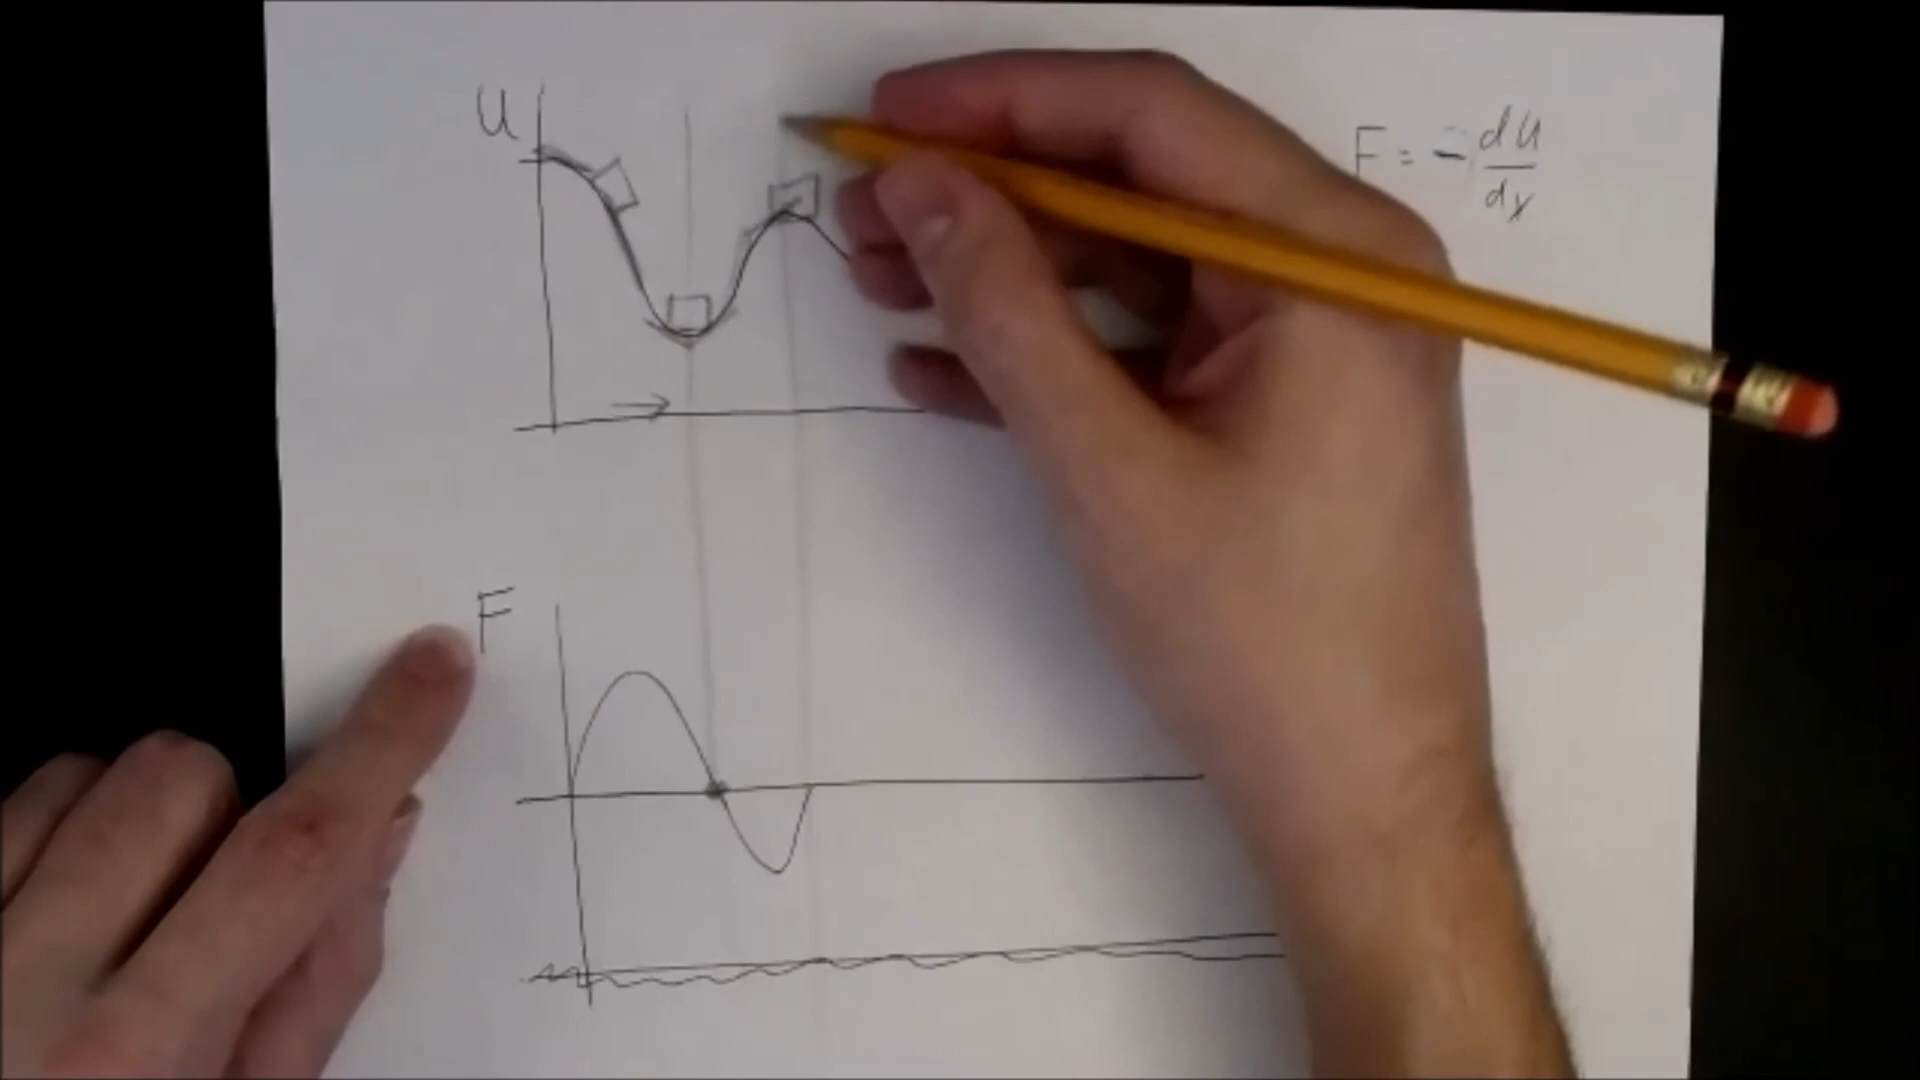 U
F = - dU/dx
F